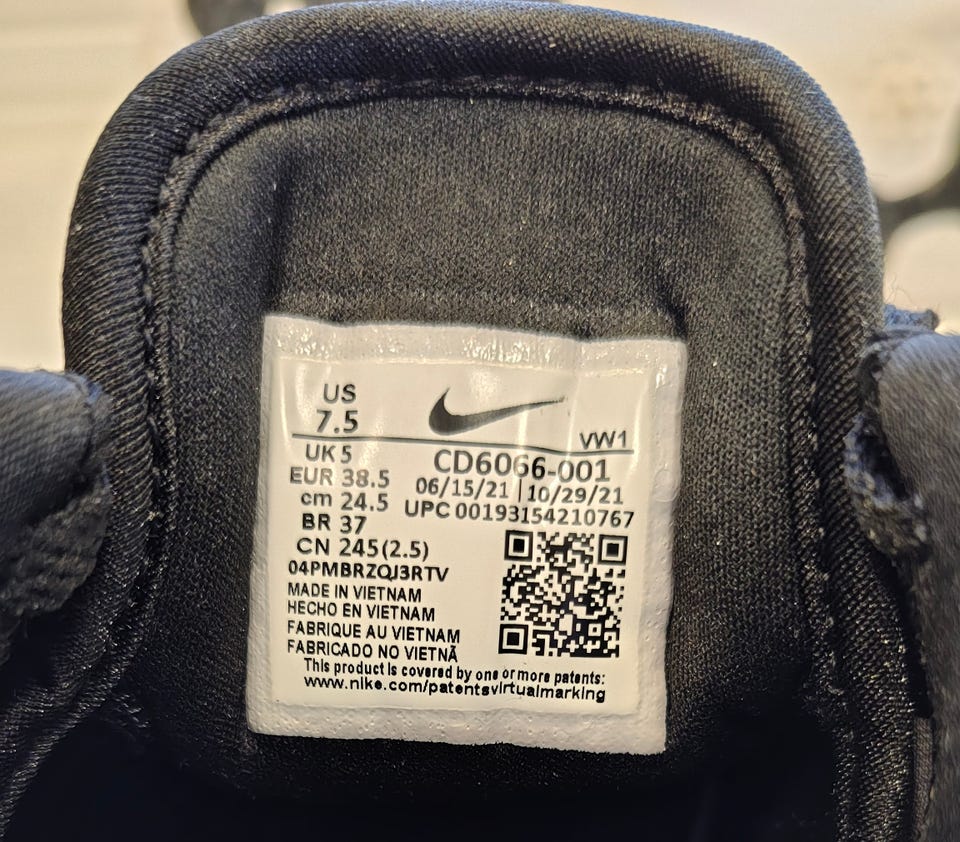 US
7.5
VW1
UK 5
CD6066-001
EUR 38.5
06/15/21 | 10/29/21
cm 24.5
UPC 00193154210767
BR 37
CN 245(2.5)
04PMBRZQJ3RTV
MADE IN VIETNAM
HECHO EN VIETNAM
FABRIQUE AU VIETNAM
FABRICADO NO VIETNÃ
This product is covered by one or more patents:
www.nike.com/patentsvirtualmarking